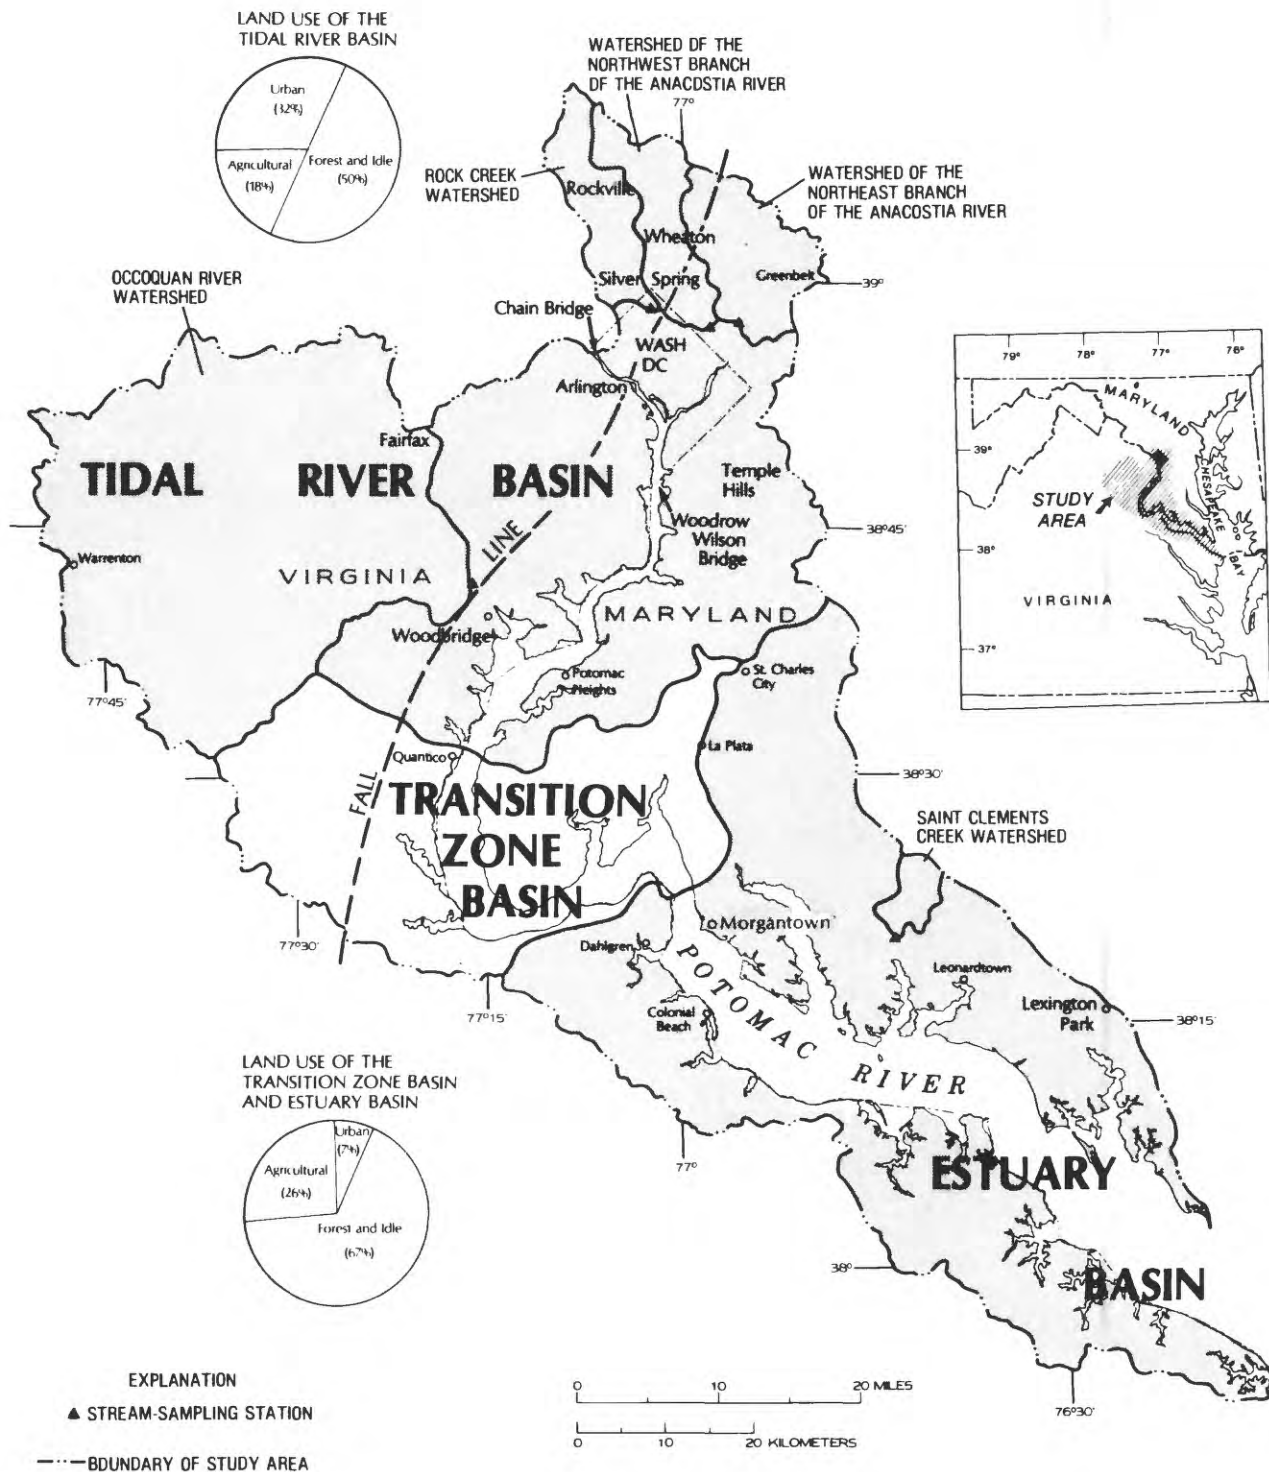 LAND USE OF THE
TIDAL RIVER BASIN
Urban
(32%)
Agricultural
(18%)
Forest and Idle
(50%)
WATERSHED DF THE
NORTHWEST BRANCH
DF THE ANACDSTIA RIVER
77°
ROCK CREEK
WATERSHED
WATERSHED OF THE
NORTHEAST BRANCH
OF THE ANACOSTIA RIVER
Rockville
Wheaton
Silver Spring
Greenbelt
39°
OCCOQUAN RIVER
WATERSHED
Chain Bridge
WASH
DC
Arlington
Fairfax
TIDAL RIVER BASIN
Temple
Hills
Woodrow
Wilson
Bridge
38°45'
Warrenton
LINE
VIRGINIA
MARYLAND
Woodbridge
Potomac
Heights
St. Charles
City
77°45'
La Plata
Quantico
38°30'
FALL
TRANSITION
ZONE
BASIN
SAINT CLEMENTS
CREEK WATERSHED
77°30'
Morgantown
Dahlgren
Leonardtown
77°15'
Colonial
Beach
Lexington
Park
38°15'
POTOMAC RIVER
77°
ESTUARY
BASIN
38°
76°30'
79° 78° 77° 76°
MARYLAND
39°
CHESAPEAKE
BAY
STUDY
AREA
38°
VIRGINIA
37°
LAND USE OF THE
TRANSITION ZONE BASIN
AND ESTUARY BASIN
Urban
(7%)
Agricultural
(26%)
Forest and Idle
(67%)
EXPLANATION
STREAM-SAMPLING STATION
BDUNDARY OF STUDY AREA
0 10 20 MILES
0 10 20 KILOMETERS